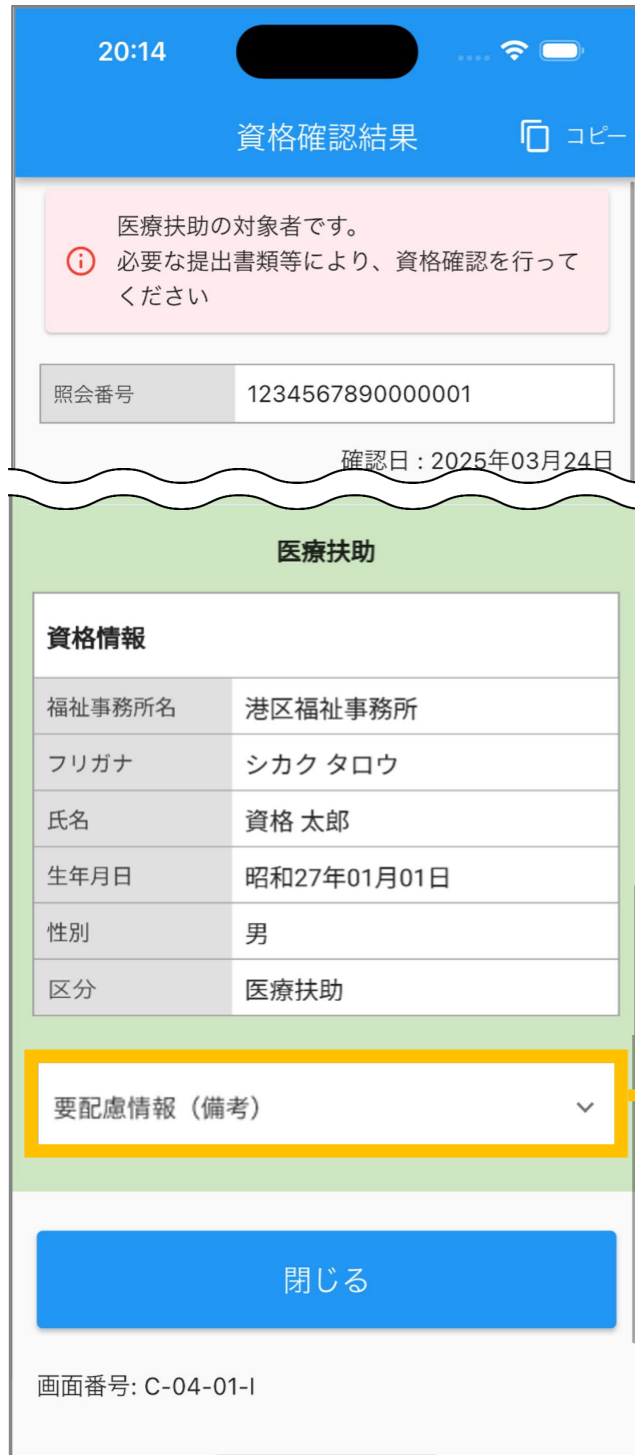 20:14
資格確認結果
コピー
医療扶助の対象者です。
必要な提出書類等により、資格確認を行って
ください
照会番号 1234567890000001
確認日 : 2025年03月24日
医療扶助
資格情報
福祉事務所名 港区福祉事務所
フリガナ シカク タロウ
氏名 資格 太郎
生年月日 昭和27年01月01日
性別 男
区分 医療扶助
要配慮情報（備考）
閉じる
画面番号: C-04-01-I